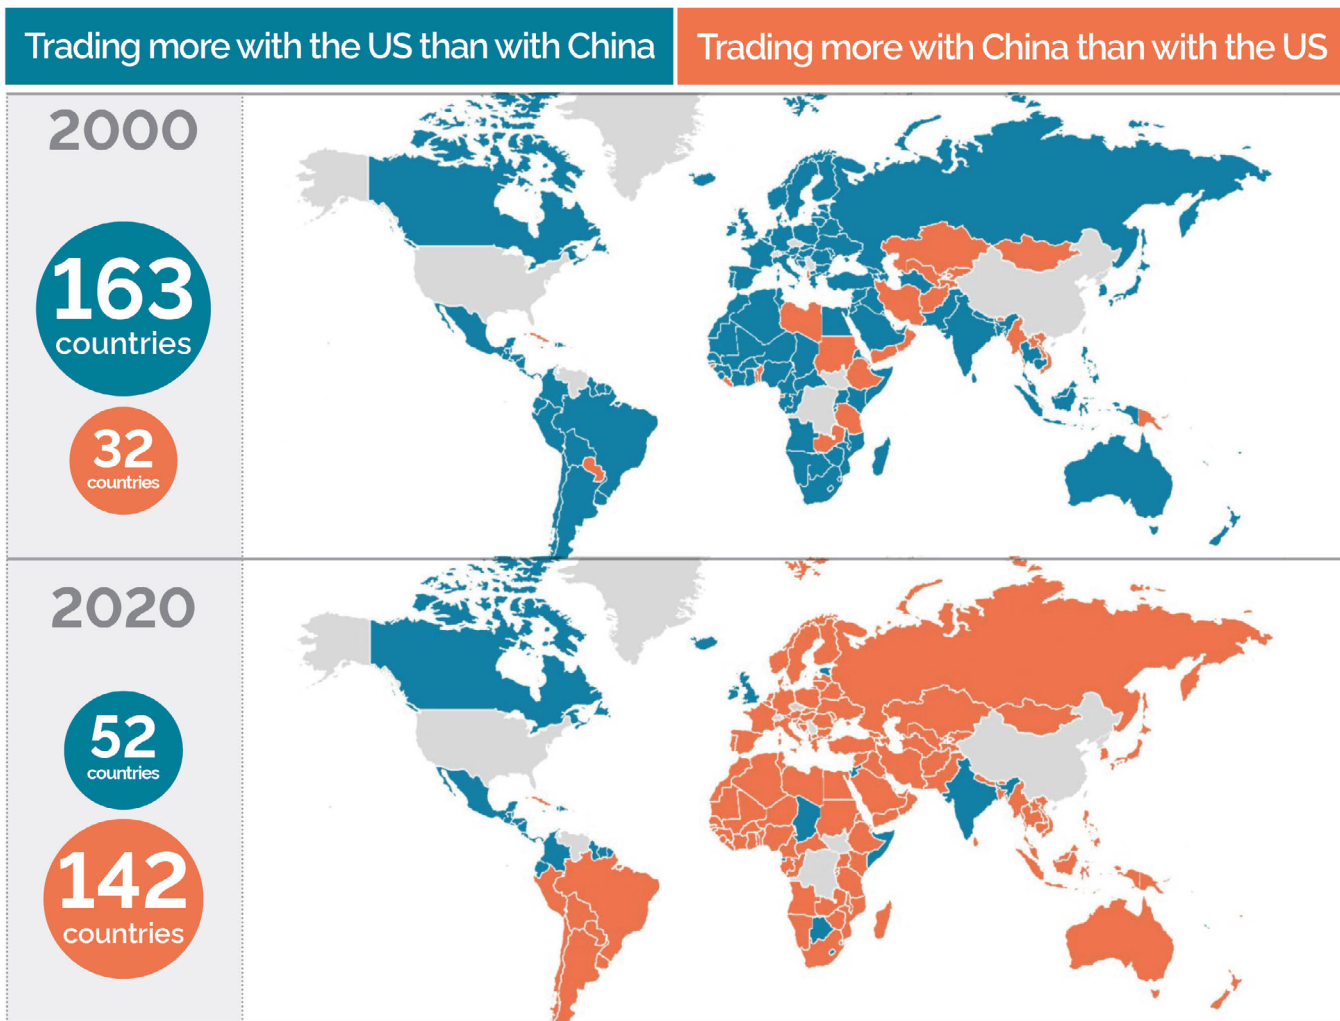 Trading more with the US than with China
Trading more with China than with the US
2000
163
countries
32
countries
2020
52
countries
142
countries